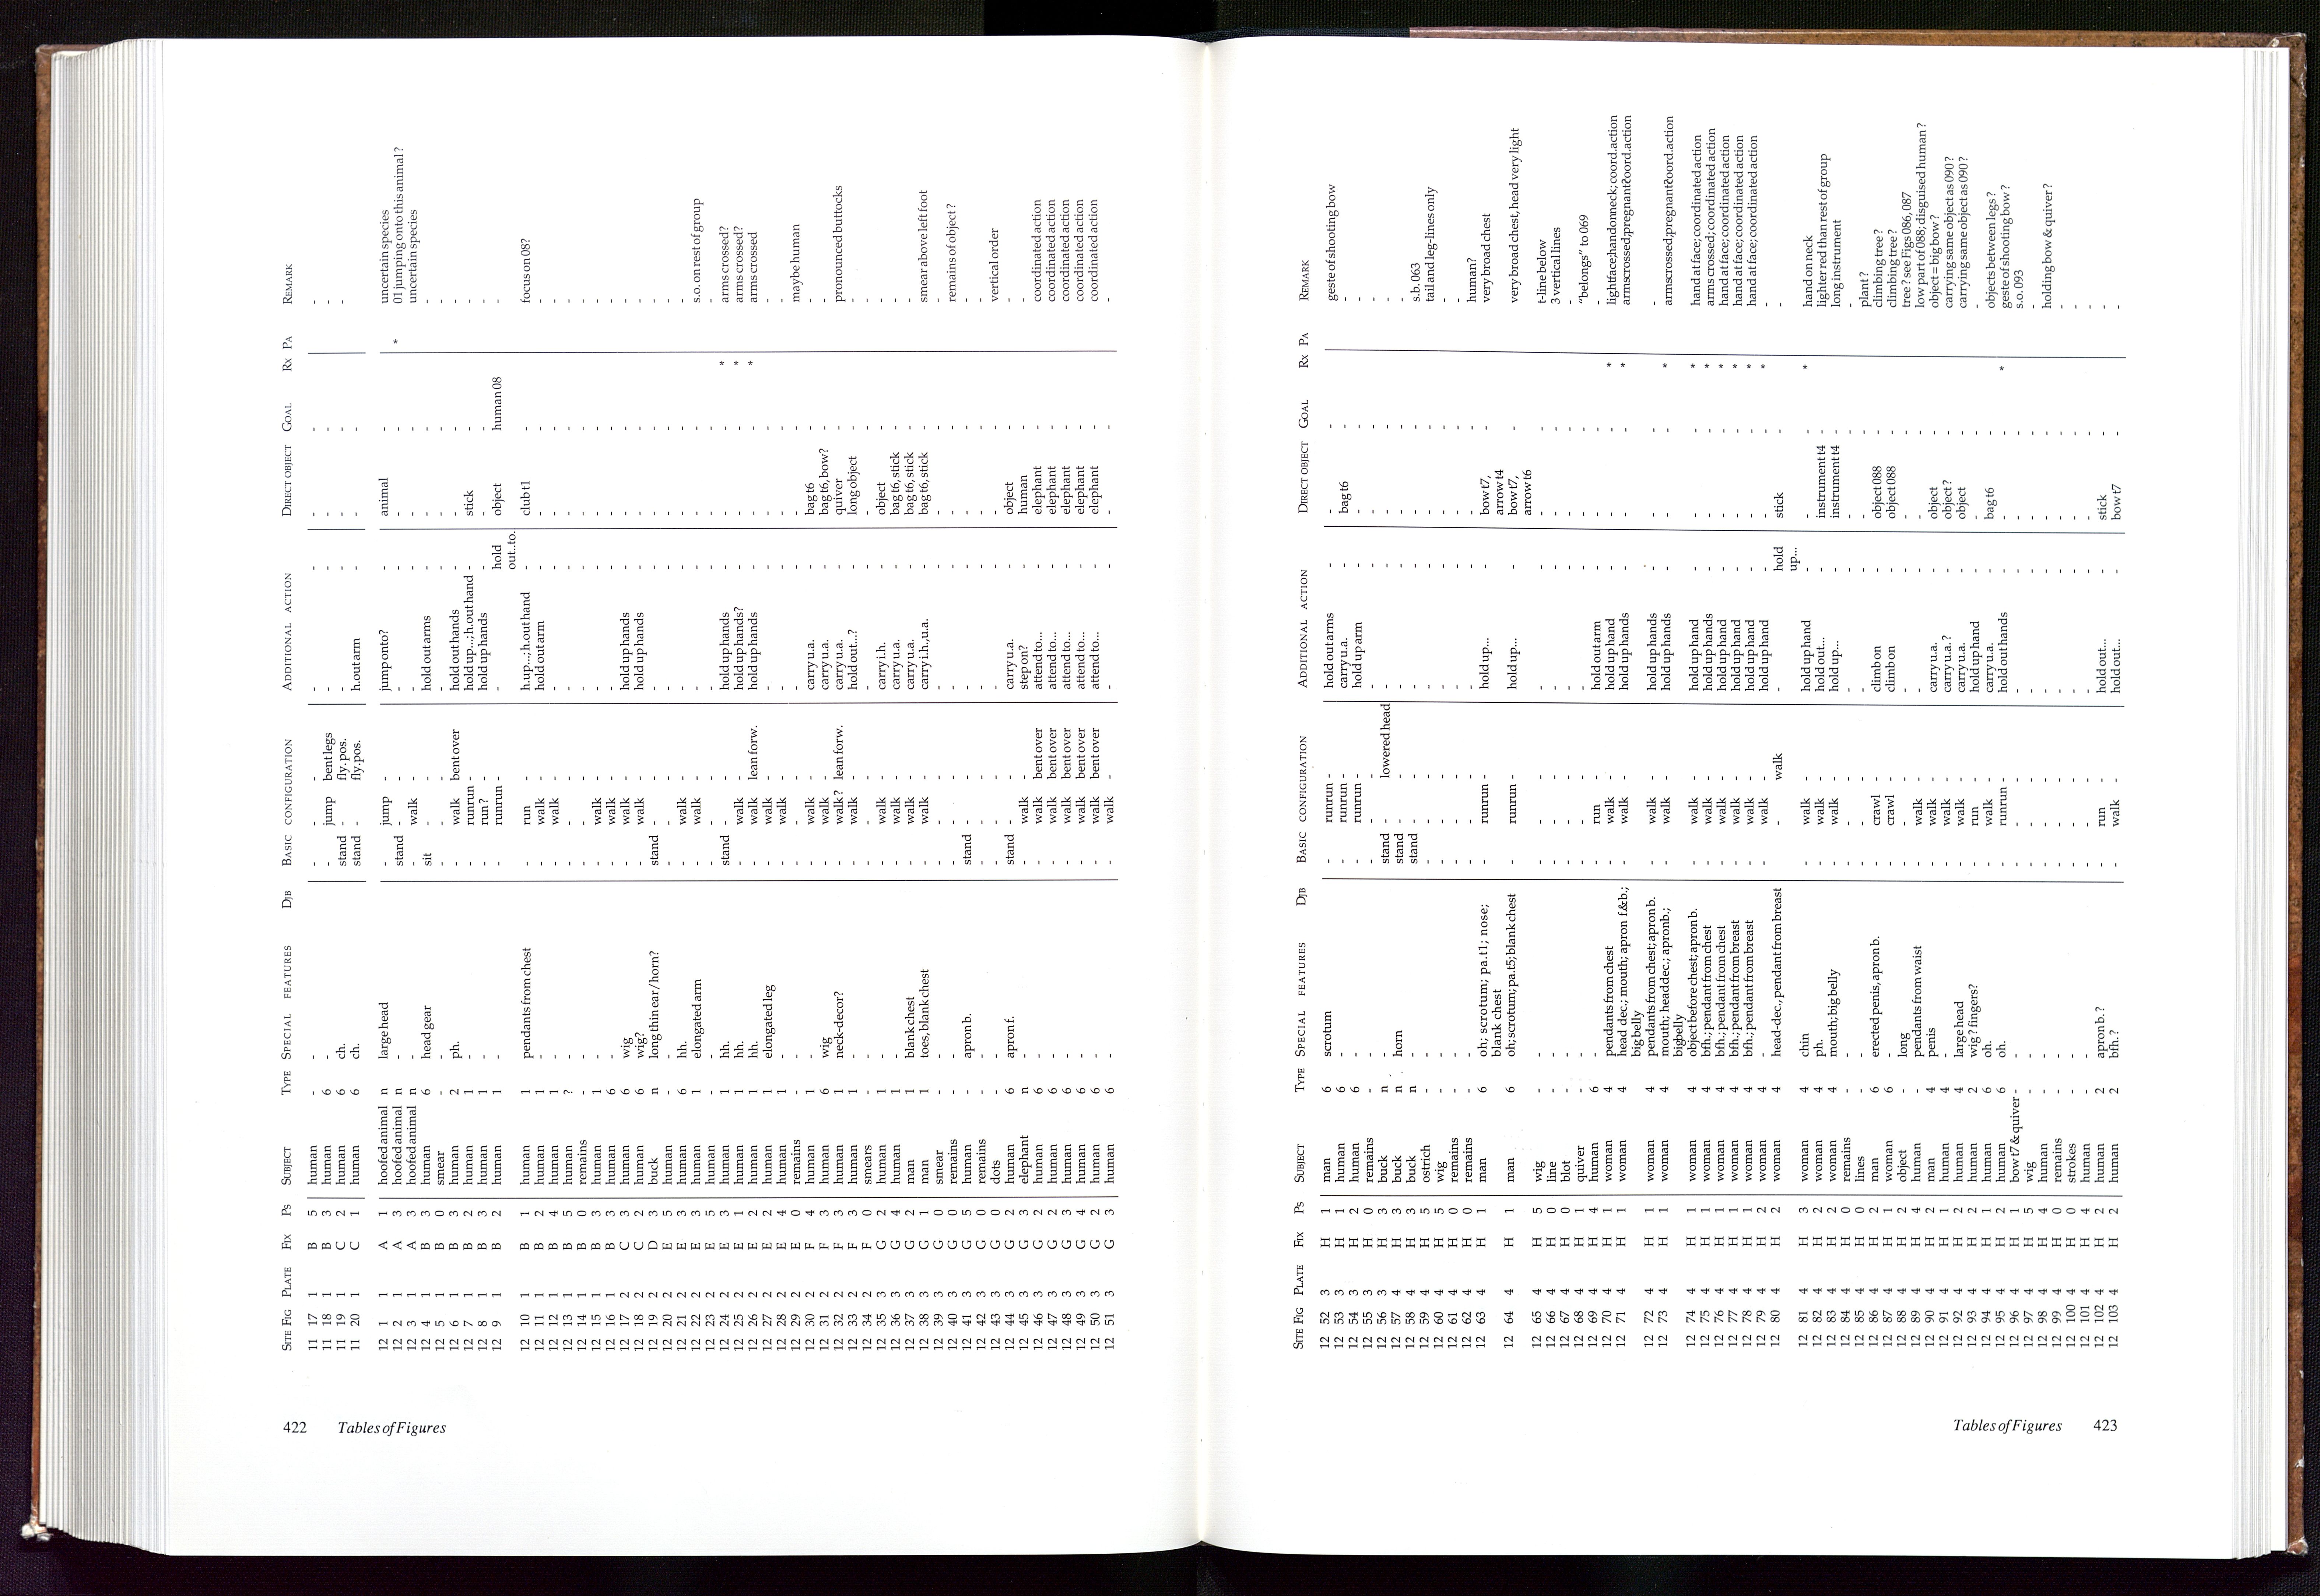 422 Tables of Figures
SITE FIG PLATE FIX PS SUBJECT TYPE SPECIAL FEATURES DJB BASIC CONFIGURATION ADDITIONAL ACTION DIRECT OBJECT GOAL RX PA REMARK
11 17 1 B 5 human - - - - - - - - - -
11 18 1 B 3 human 6 - - jump bent legs - - - - -
11 19 1 C 2 human 6 ch. stand - fly. pos. - - - - -
11 20 1 C 1 human 6 ch. stand - fly. pos. h.out arm - - - -
12 1 1 A 1 hoofed animal n large head - jump - jump onto? - animal - uncertain species
12 2 1 A 3 hoofed animal n - stand - - - - - - * 01 jumping onto this animal?
12 3 1 A 3 hoofed animal n - - walk - - - - - uncertain species
12 4 1 B 3 human 6 head gear sit - - hold out arms - - - -
12 5 1 B 0 smear - - - - - - - - - -
12 6 1 B 3 human 2 ph. - walk bent over hold out hands - - - -
12 7 1 B 2 human 1 - - runrun - hold up...; h.out hand - stick - -
12 8 1 B 3 human 1 - - run? - hold up hands - - - -
12 9 1 B 2 human 1 - - runrun - - hold out..to. object human 08 -
12 10 1 B 1 human 1 pendants from chest - run - h.up...; h.out hand - club t1 - focus on 08?
12 11 1 B 2 human 1 - - walk - hold out arm - - - -
12 12 1 B 4 human 1 - - walk - - - - - -
12 13 1 B 5 human ? - - - - - - - - -
12 14 1 B 0 remains - - - - - - - - - -
12 15 1 B 3 human 1 - - walk - - - - - -
12 16 1 B 3 human 6 - - walk - - - - - -
12 17 2 C 3 human 6 wig - walk - hold up hands - - - -
12 18 2 C 2 human 6 wig? - walk - hold up hands - - - -
12 19 2 D 3 buck n long thin ear/horn? stand - - - - - - -
12 20 2 E 5 human - - - - - - - - - -
12 21 2 E 3 human 6 hh. - walk - - - - - -
12 22 2 E 3 human 1 elongated arm - walk - - - - - s.o. on rest of group
12 23 2 E 5 human - - - - - - - - - -
12 24 2 E 3 human 1 hh. stand - - hold up hands - - - * arms crossed?
12 25 2 E 1 human 1 hh. - walk - hold up hands? - - - * arms crossed?
12 26 2 E 2 human 1 hh. - walk lean forw. hold up hands - - - * arms crossed
12 27 2 E 2 human 1 elongated leg - walk - - - - - -
12 28 2 E 4 human 1 - - walk - - - - - -
12 29 2 E 0 remains - - - - - - - - - maybe human
12 30 2 F 4 human 1 - - walk - carry u.a. - bag t6 - -
12 31 2 F 3 human 6 wig - walk - carry u.a. - bag t6, bow? - -
12 32 2 F 3 human 1 neck-decor? - walk? lean forw. carry u.a. - quiver - pronounced buttocks
12 33 2 F 3 human 1 - - walk - hold out...? - long object - -
12 34 2 F 0 smears - - - - - - - - - -
12 35 3 G 2 human 1 - - walk - carry i.h. - object - -
12 36 3 G 4 human 1 - - walk - carry u.a. - bag t6, stick - -
12 37 3 G 2 man 1 blank chest - walk - carry u.a. - bag t6, stick - -
12 38 3 G 1 man 1 toes, blank chest - walk - carry i.h.,u.a. - bag t6, stick - smear above left foot
12 39 3 G 0 smear - - - - - - - - - -
12 40 3 G 0 remains - - - - - - - - - remains of object?
12 41 3 G 5 human - apron b. stand - - - - - - -
12 42 3 G 0 remains - - - - - - - - - -
12 43 3 G 0 dots - - - - - - - - - vertical order
12 44 3 G 2 human 6 apron f. stand - - carry u.a. - object - -
12 45 3 G 3 elephant n - - walk - step on? - human - -
12 46 3 G 2 human 6 - - walk bent over attend to... - elephant - coordinated action
12 47 3 G 2 human 6 - - walk bent over attend to... - elephant - coordinated action
12 48 3 G 3 human 6 - - walk bent over attend to... - elephant - coordinated action
12 49 3 G 4 human 6 - - walk bent over attend to... - elephant - coordinated action
12 50 3 G 2 human 6 - - walk bent over attend to... - elephant - coordinated action
12 51 3 G 3 human 6 - - walk - - - - - -
Tables of Figures 423
SITE FIG PLATE FIX PS SUBJECT TYPE SPECIAL FEATURES DJB BASIC CONFIGURATION ADDITIONAL ACTION DIRECT OBJECT GOAL RX PA REMARK
12 52 3 H 1 man 6 scrotum - runrun - hold out arms - - - geste of shooting bow
12 53 3 H 1 human 6 - - runrun - carry u.a. - bag t6 - -
12 54 3 H 2 human 6 - - runrun - hold up arm - - - -
12 55 3 H 0 remains - - - - - - - - - -
12 56 3 H 3 buck n - stand - lowered head - - - - -
12 57 4 H 3 buck n horn stand - - - - - - -
12 58 4 H 3 buck n - stand - - - - - - s.b. 063
12 59 4 H 5 ostrich - - - - - - - - - tail and leg-lines only
12 60 4 H 5 wig - - - - - - - - - -
12 61 4 H 0 remains - - - - - - - - - -
12 62 4 H 0 remains - - - - - - - - - human?
12 63 4 H 1 man 6 oh; scrotum; pa.t1; nose; - runrun - hold up... - bow t7, - very broad chest
blank chest arrow t4
12 64 4 H 1 man 6 oh; scrotum; pa.t5; blank chest - runrun - hold up... - bow t7, - very broad chest, head very light
arrow t6
12 65 4 H 5 wig - - - - - - - - - t-line below
12 66 4 H 0 line - - - - - - - - - 3 vertical lines
12 67 4 H 0 blot - - - - - - - - - -
12 68 4 H 1 quiver - - - - - - - - - "belongs" to 069
12 69 4 H 4 human 6 - - run - hold out arm - - - -
12 70 4 H 1 woman 4 pendants from chest - walk - hold up hand - - - * light face; hand on neck; coord. action
12 71 4 H 1 woman 4 head dec.; mouth; apron f.&b.; - walk - hold up hands - - - * arms crossed; pregnant? coord. action
big belly
12 72 4 H 1 woman 4 pendants from chest; apron b. - walk - hold up hands - - - -
12 73 4 H 1 woman 4 mouth; head dec.; apron b.; - walk - hold up hands - - - * arms crossed; pregnant? coord. action
big belly
12 74 4 H 1 woman 4 object before chest; apron b. - walk - hold up hand - - - * hand at face; coordinated action
12 75 4 H 1 woman 4 bfh.; pendant from chest - walk - hold up hands - - - * arms crossed; coordinated action
12 76 4 H 1 woman 4 bfh.; pendant from chest - walk - hold up hand - - - * hand at face; coordinated action
12 77 4 H 1 woman 4 bfh.; pendant from breast - walk - hold up hand - - - * hand at face; coordinated action
12 78 4 H 1 woman 4 bfh.; pendant from breast - walk - hold up hand - - - * hand at face; coordinated action
12 79 4 H 2 woman 4 - - walk - hold up hand - - - * -
12 80 4 H 2 woman 4 head-dec., pendant from breast - - walk - hold up... stick - -
12 81 4 H 3 woman 4 chin - walk - hold up hand - - - * hand on neck
12 82 4 H 2 woman 4 ph. - walk - hold out... - instrument t4 - lighter red than rest of group
12 83 4 H 2 woman 4 mouth; big belly - walk - hold up... - instrument t4 - long instrument
12 84 4 H 0 remains - - - - - - - - - -
12 85 4 H 0 lines - - - - - - - - - plant?
12 86 4 H 2 man 6 erected penis, apron b. - crawl - climb on - object 088 - climbing tree?
12 87 4 H 1 woman 6 - - crawl - climb on - object 088 - climbing tree?
12 88 4 H 2 object - long - - - - - - - tree? see Figs 086, 087
12 89 4 H 4 human - pendants from waist - walk - - - - - low part of 088; disguised human?
12 90 4 H 2 man 4 penis - walk - carry u.a. - object - object = big bow?
12 91 4 H 1 human 4 - - walk - carry u.a.? - object? - carrying same object as 090?
12 92 4 H 2 human 4 large head - walk - carry u.a. - object - carrying same object as 090?
12 93 4 H 2 human 2 wig? fingers? - run - hold up hand - - - -
12 94 4 H 1 human 6 oh. - walk - carry u.a. - bag t6 - objects between legs?
12 95 4 H 2 human 6 oh. - runrun - hold out hands - - - * geste of shooting bow?
12 96 4 H 1 bow t7 & quiver - - - - - - - - - s.o. 093
12 97 4 H 5 wig - - - - - - - - - -
12 98 4 H 4 human - - - - - - - - - holding bow & quiver?
12 99 4 H 0 remains - - - - - - - - - -
12 100 4 H 0 strokes - - - - - - - - - -
12 101 4 H 4 human - - - - - - - - - -
12 102 4 H 2 human 2 apron b.? - run - hold out... - stick - -
12 103 4 H 2 human 2 bfh.? - walk - hold out... - bow t7 - -